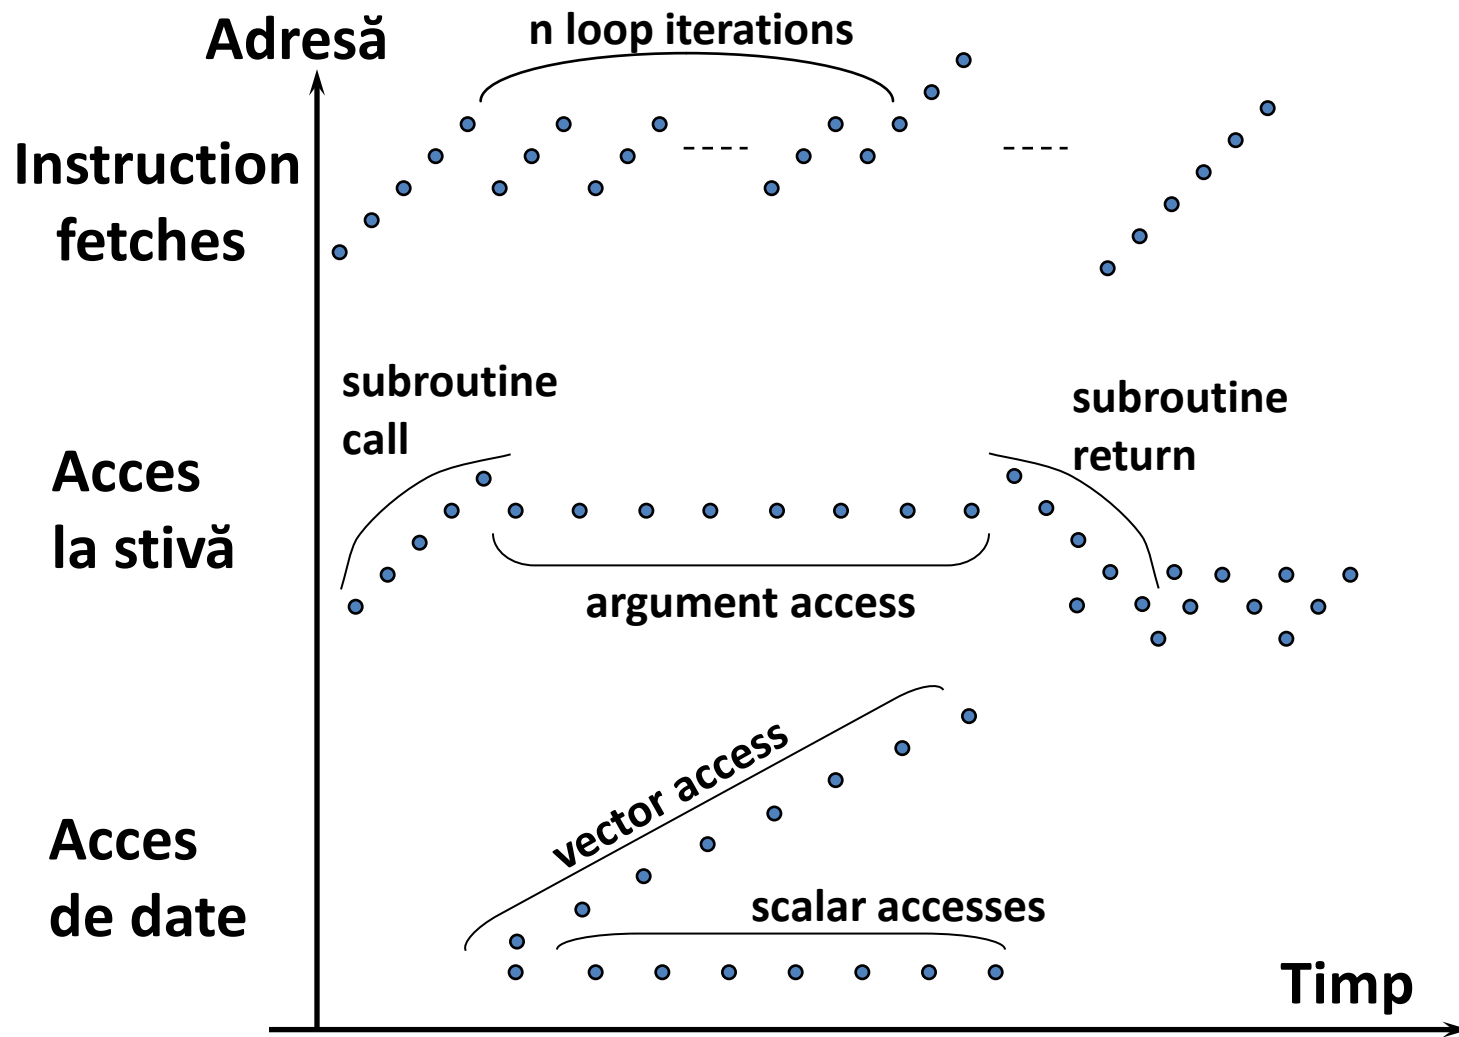 Adresă
n loop iterations
Instruction
fetches
subroutine
call
subroutine
return
Acces
la stivă
argument access
vector access
Acces
de date
scalar accesses
Timp